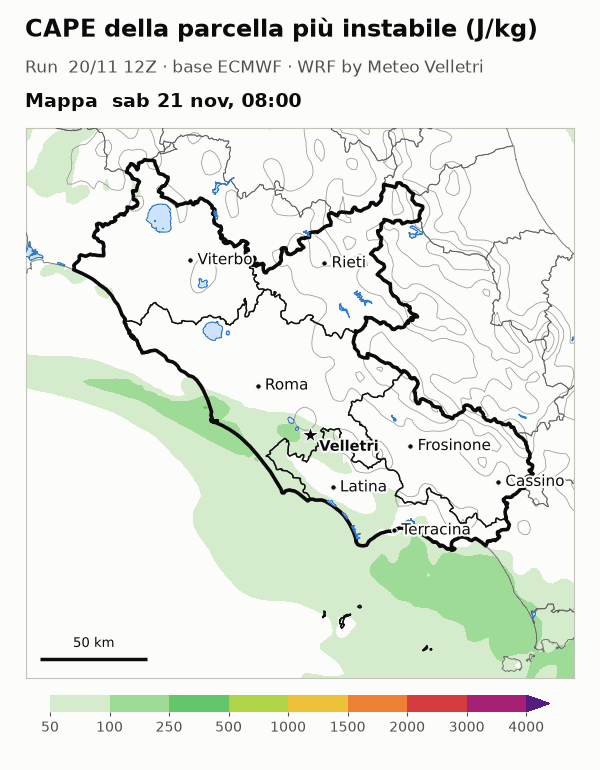 CAPE della parcella più instabile (J/kg)
Run  20/11 12Z · base ECMWF · WRF by Meteo Velletri
Mappa  sab 21 nov, 08:00
Viterbo
Rieti
Roma
Velletri
Frosinone
Cassino
Latina
Terracina
50 km
50 100 250 500 1000 1500 2000 3000 4000